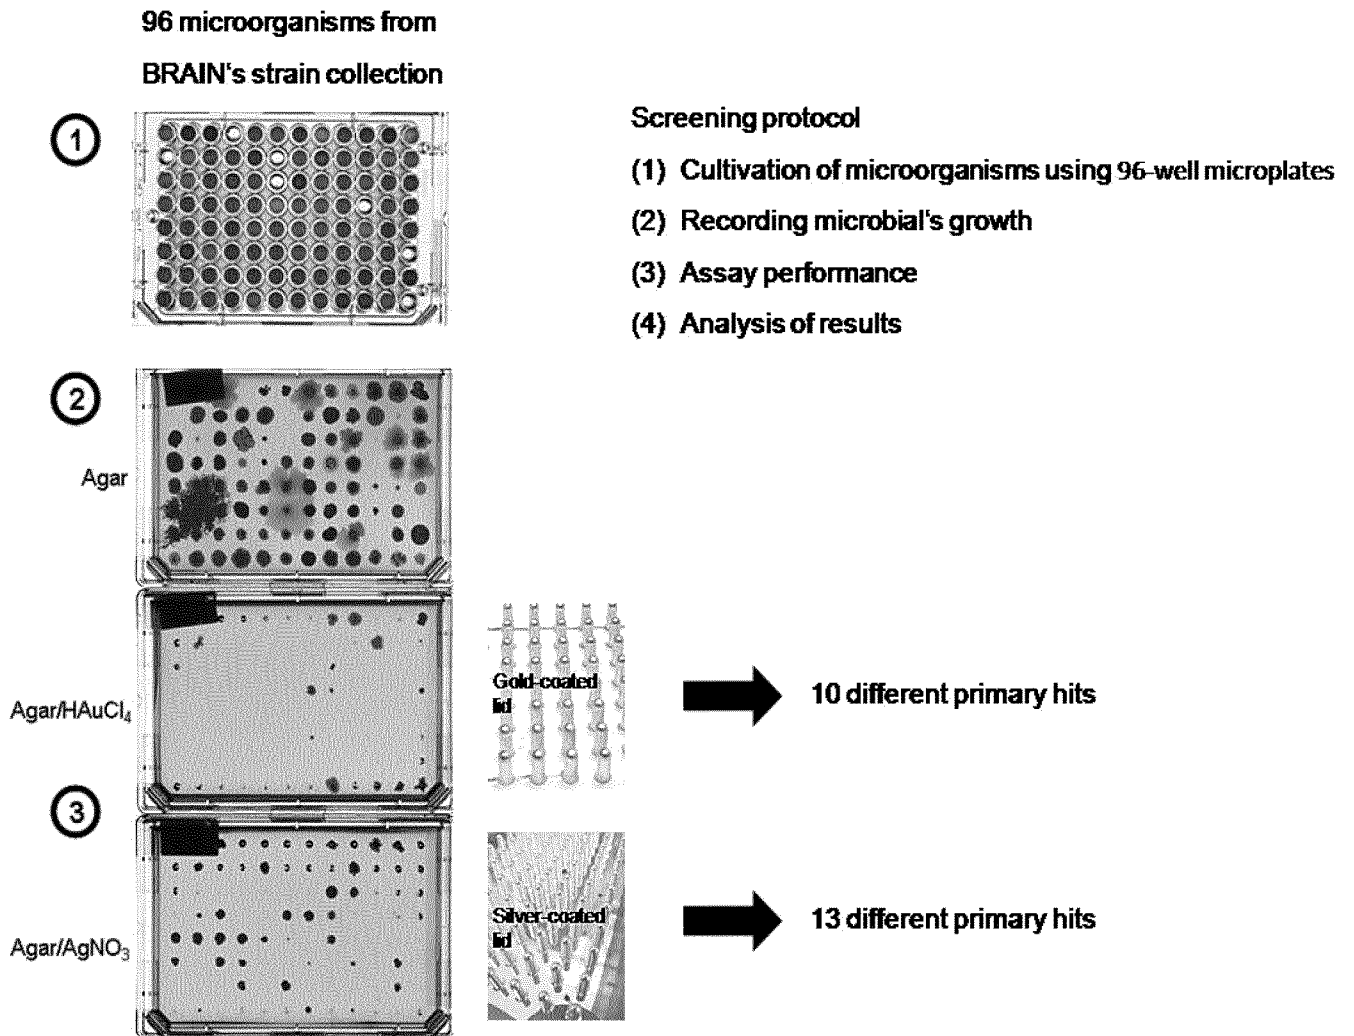 96 microorganisms from
BRAIN's strain collection
1
Screening protocol
(1) Cultivation of microorganisms using 96-well microplates
(2) Recording microbial's growth
(3) Assay performance
(4) Analysis of results
2
Agar
Agar/HAuCl4
Gold-coated
lid
10 different primary hits
3
Agar/AgNO3
Silver-coated
lid
13 different primary hits